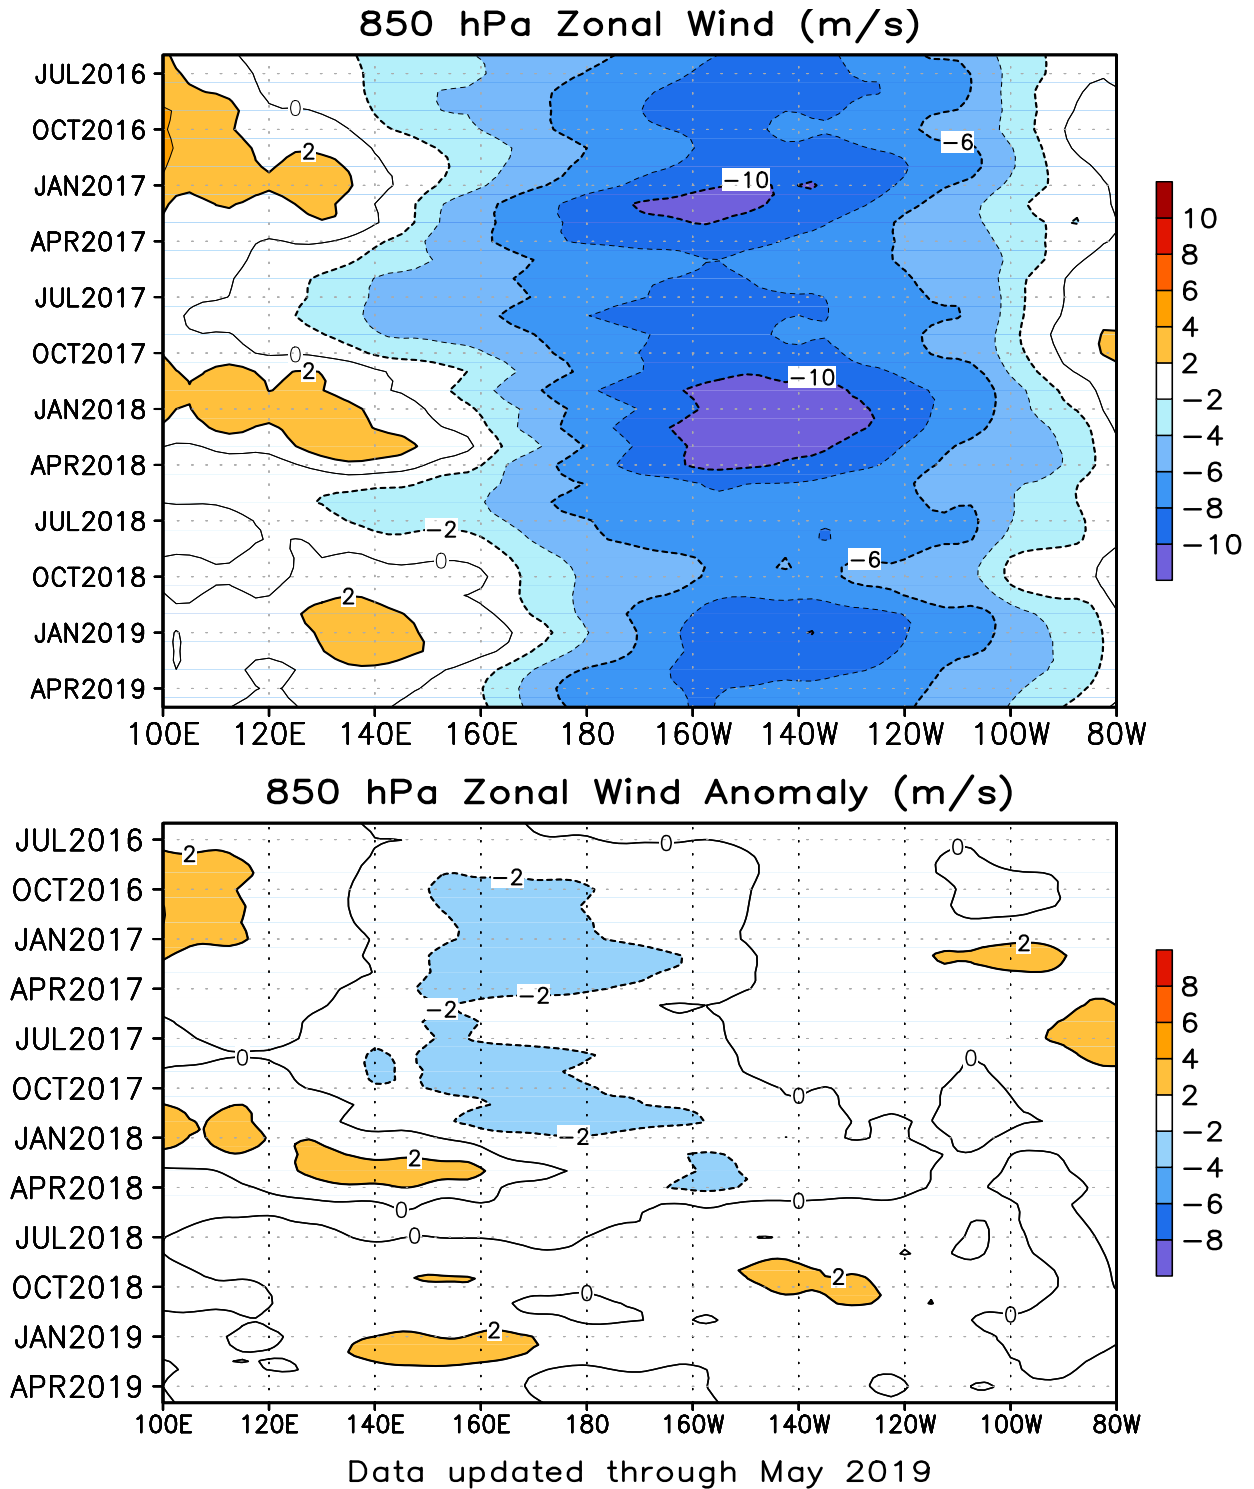 850 hPa Zonal Wind (m/s)
JUL2016
OCT2016
JAN2017
APR2017
JUL2017
OCT2017
JAN2018
APR2018
JUL2018
OCT2018
JAN2019
APR2019
0
2
−6
−10
0
2
−10
−2
0
−6
2
100E 120E 140E 160E 180 160W 140W 120W 100W 80W
10
8
6
4
2
−2
−4
−6
−8
−10
850 hPa Zonal Wind Anomaly (m/s)
JUL2016
OCT2016
JAN2017
APR2017
JUL2017
OCT2017
JAN2018
APR2018
JUL2018
OCT2018
JAN2019
APR2019
0
0
2
−2
2
−2
−2
0
0
0
−2
2
0
0
0
2
0
0
2
100E 120E 140E 160E 180 160W 140W 120W 100W 80W
8
6
4
2
−2
−4
−6
−8
Data updated through May 2019